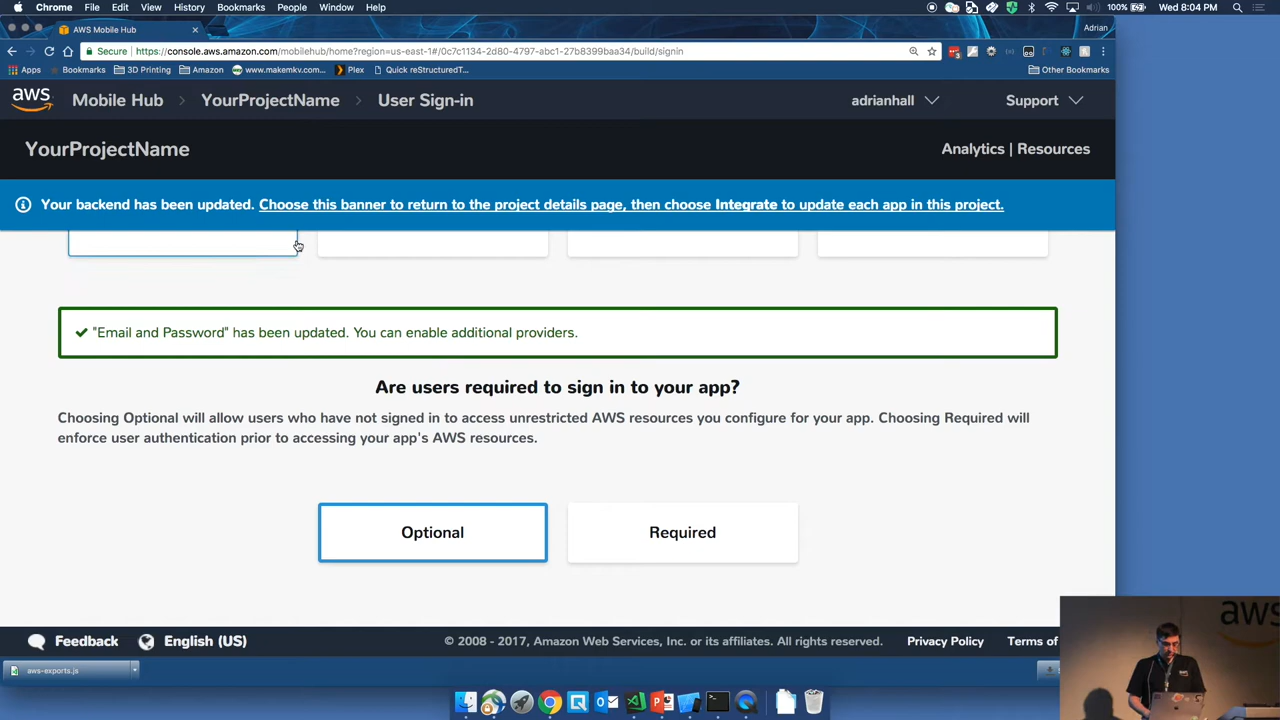 Chrome File Edit View History Bookmarks People Window Help 100% Wed 8:04 PM
AWS Mobile Hub Adrian
Secure https://console.aws.amazon.com/mobilehub/home?region=us-east-1#/0c7c1134-2d80-4797-abc1-27b8399baa34/build/signin
Apps Bookmarks 3D Printing Amazon www.makemkv.com... Plex Quick reStructuredT... Other Bookmarks
aws Mobile Hub > YourProjectName > User Sign-in adrianhall Support
YourProjectName Analytics | Resources
Your backend has been updated. Choose this banner to return to the project details page, then choose Integrate to update each app in this project.
"Email and Password" has been updated. You can enable additional providers.
Are users required to sign in to your app?
Choosing Optional will allow users who have not signed in to access unrestricted AWS resources you configure for your app. Choosing Required will
enforce user authentication prior to accessing your app's AWS resources.
Optional Required
Feedback English (US) © 2008 - 2017, Amazon Web Services, Inc. or its affiliates. All rights reserved. Privacy Policy Terms of
aws-exports.js
aws